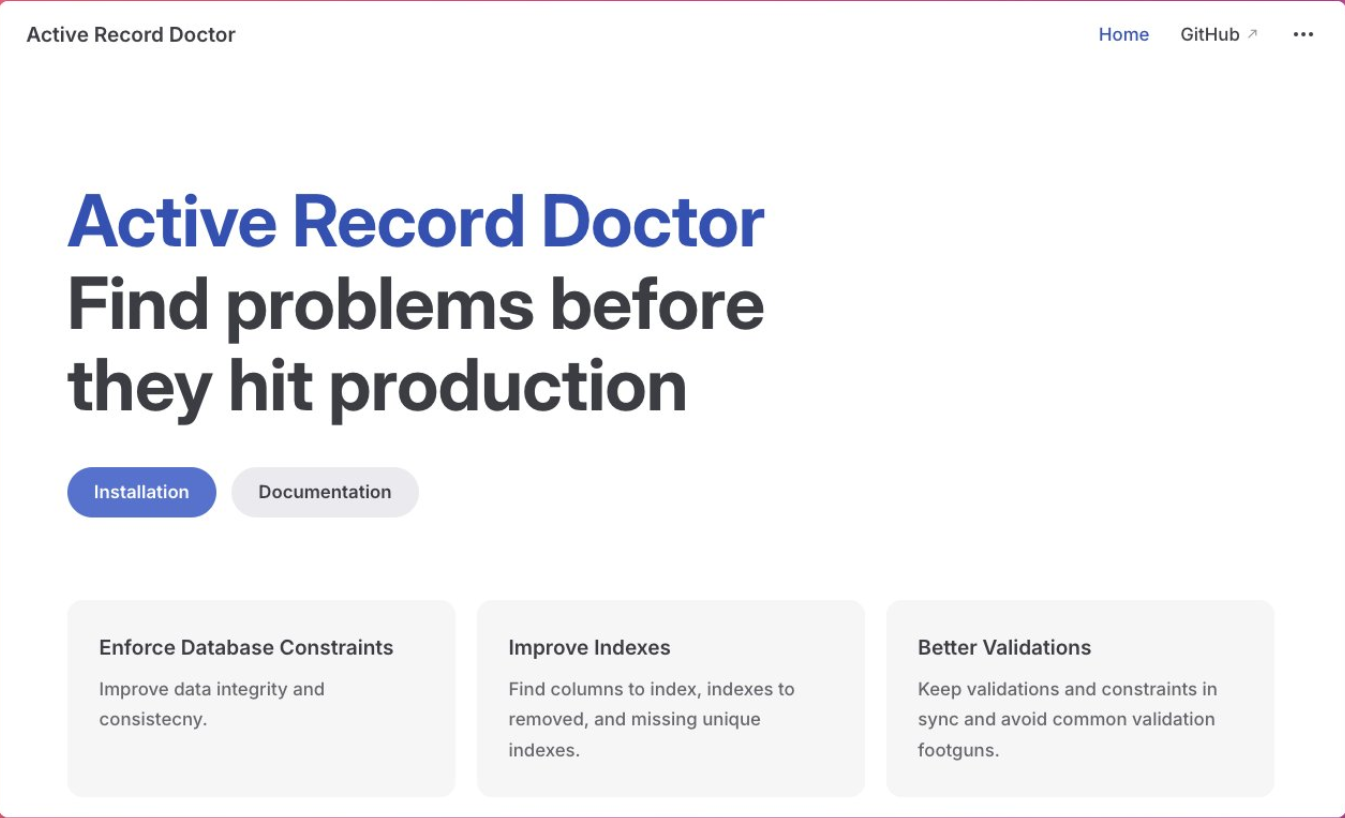 Active Record Doctor
Home
GitHub
Active Record Doctor
Find problems before
they hit production
Installation
Documentation
Enforce Database Constraints
Improve data integrity and
consistecny.
Improve Indexes
Find columns to index, indexes to
removed, and missing unique
indexes.
Better Validations
Keep validations and constraints in
sync and avoid common validation
footguns.